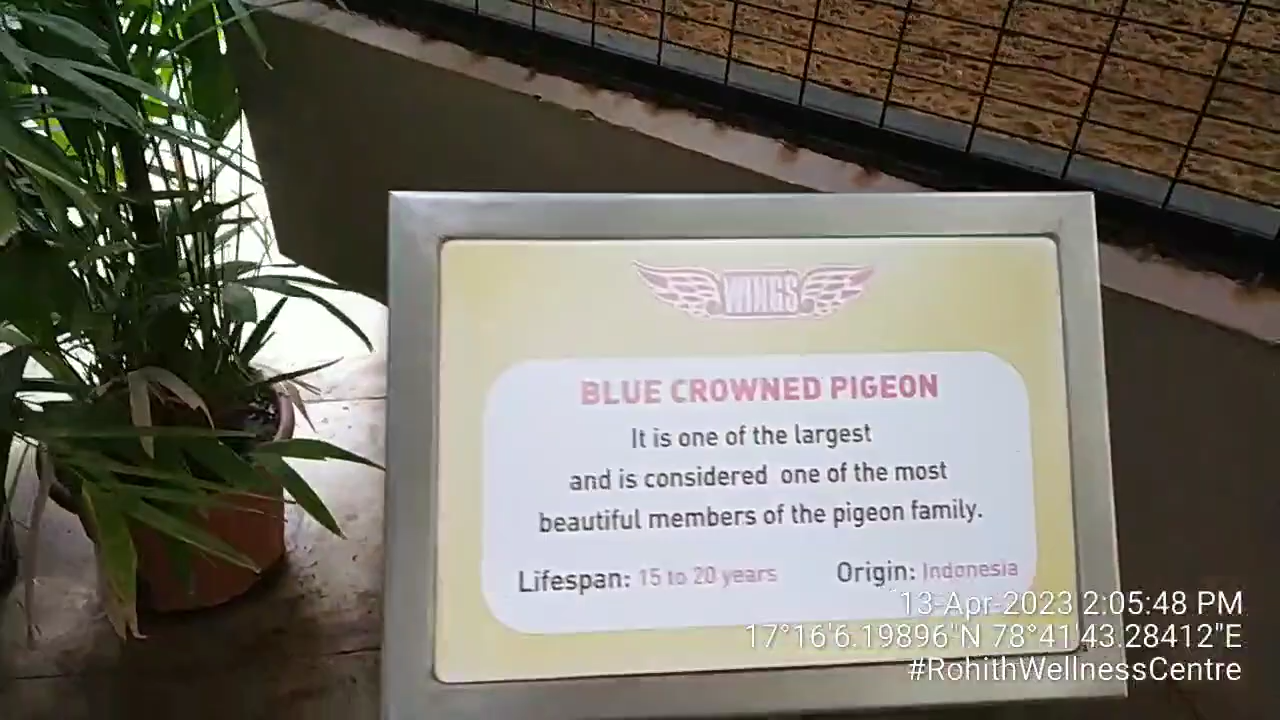 WINGS
BLUE CROWNED PIGEON
It is one of the largest
and is considered one of the most
beautiful members of the pigeon family.
Lifespan: 15 to 20 years Origin: Indonesia
13-Apr-2023 2:05:48 PM
17°16'6.19896"N 78°41'43.28412"E
#RohithWellnessCentre